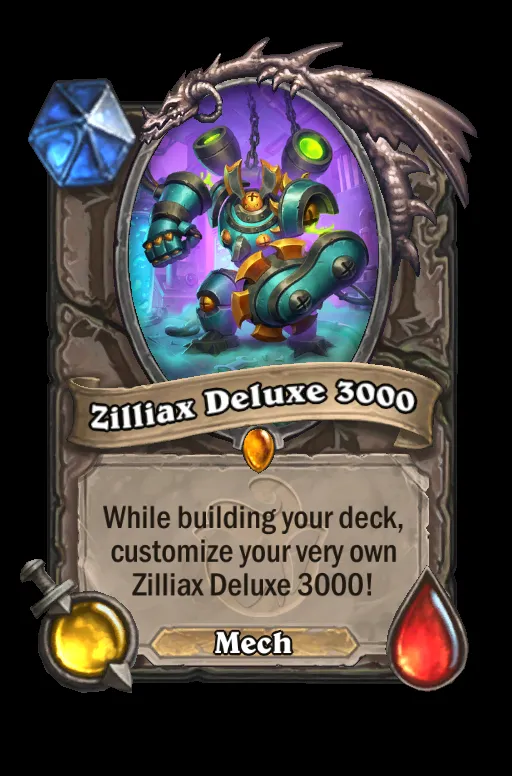 Zilliax Deluxe 3000
While building your deck,
customize your very own
Zilliax Deluxe 3000!
Mech